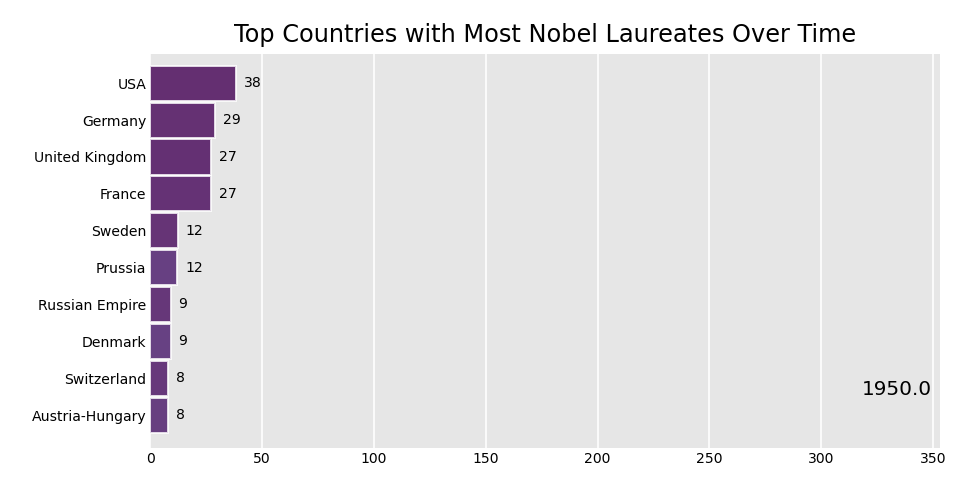 Top Countries with Most Nobel Laureates Over Time
USA 38
Germany 29
United Kingdom 27
France 27
Sweden 12
Prussia 12
Russian Empire 9
Denmark 9
Switzerland 8
1950.0
Austria-Hungary 8
0 50 100 150 200 250 300 350